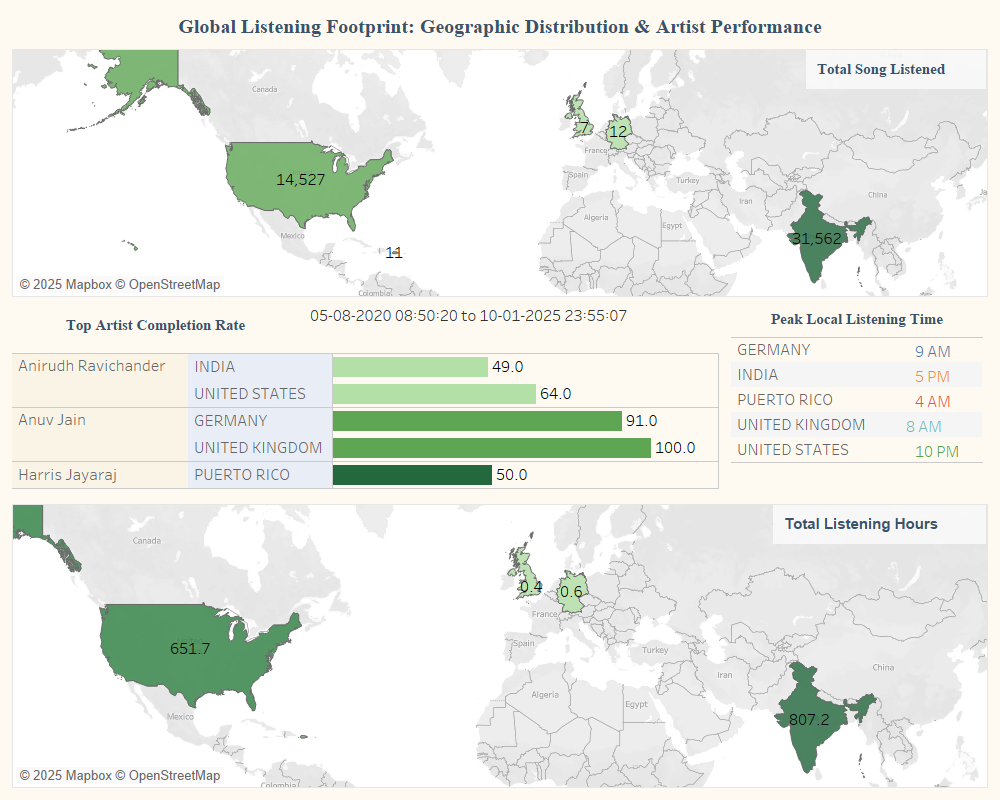 Global Listening Footprint: Geographic Distribution & Artist Performance
Total Song Listened
Canada
14,527
Mexico
11
Colombia
7
12
France
Spain
Turkey
Algeria
Egypt
Iran
China
31,562
© 2025 Mapbox © OpenStreetMap
Top Artist Completion Rate
05-08-2020 08:50:20 to 10-01-2025 23:55:07
Anirudh Ravichander INDIA 49.0
UNITED STATES 64.0
Anuv Jain GERMANY 91.0
UNITED KINGDOM 100.0
Harris Jayaraj PUERTO RICO 50.0
Peak Local Listening Time
GERMANY 9 AM
INDIA 5 PM
PUERTO RICO 4 AM
UNITED KINGDOM 8 AM
UNITED STATES 10 PM
Total Listening Hours
Canada
651.7
Mexico
0.4
0.6
France
Spain
Turkey
Algeria
Egypt
Iran
China
807.2
© 2025 Mapbox © OpenStreetMap